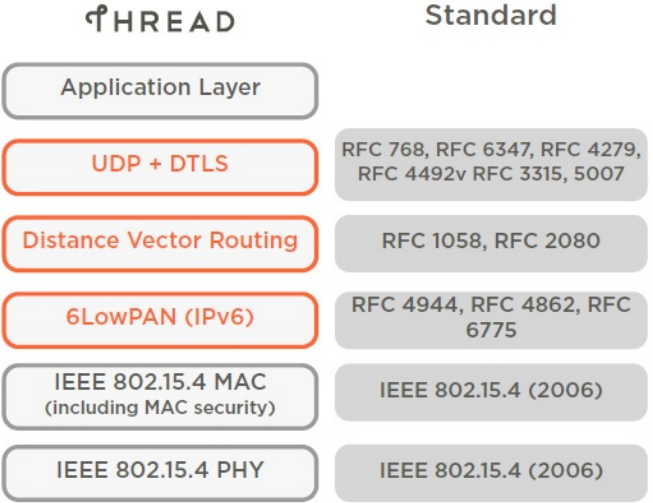 THREAD
Standard
Application Layer
UDP + DTLS
RFC 768, RFC 6347, RFC 4279,
RFC 4492v RFC 3315, 5007
Distance Vector Routing
RFC 1058, RFC 2080
6LowPAN (IPv6)
RFC 4944, RFC 4862, RFC
6775
IEEE 802.15.4 MAC
(including MAC security)
IEEE 802.15.4 (2006)
IEEE 802.15.4 PHY
IEEE 802.15.4 (2006)